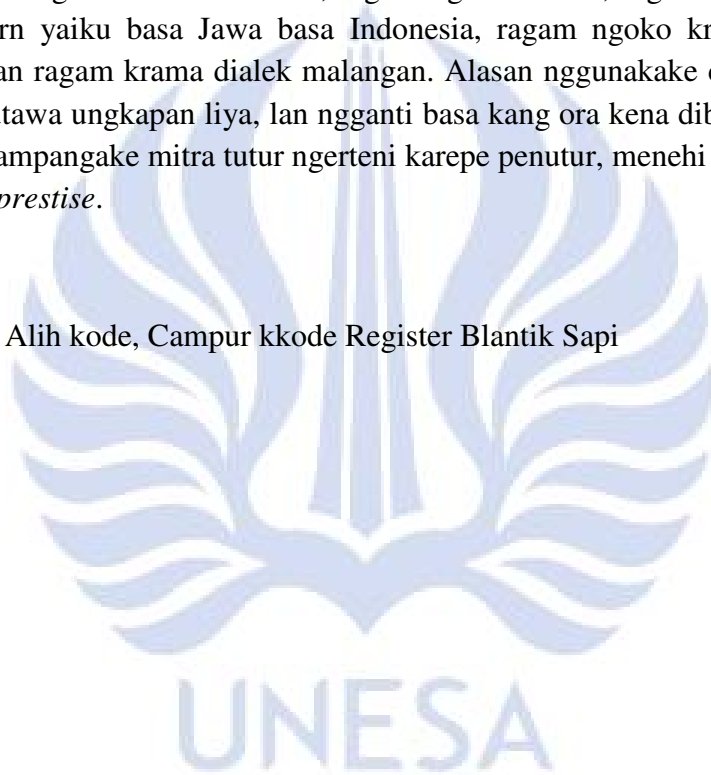 rn yaiku basa Jawa basa Indonesia, ragam ngoko kr
an ragam krama dialek malangan. Alasan nggunakake
utawa ungkapan liya, lan ngganti basa kang ora kena dib
ampangake mitra tutur ngerteni karepe penutur, menehi
prestise.
Alih kode, Campur kkode Register Blantik Sapi
UNESA